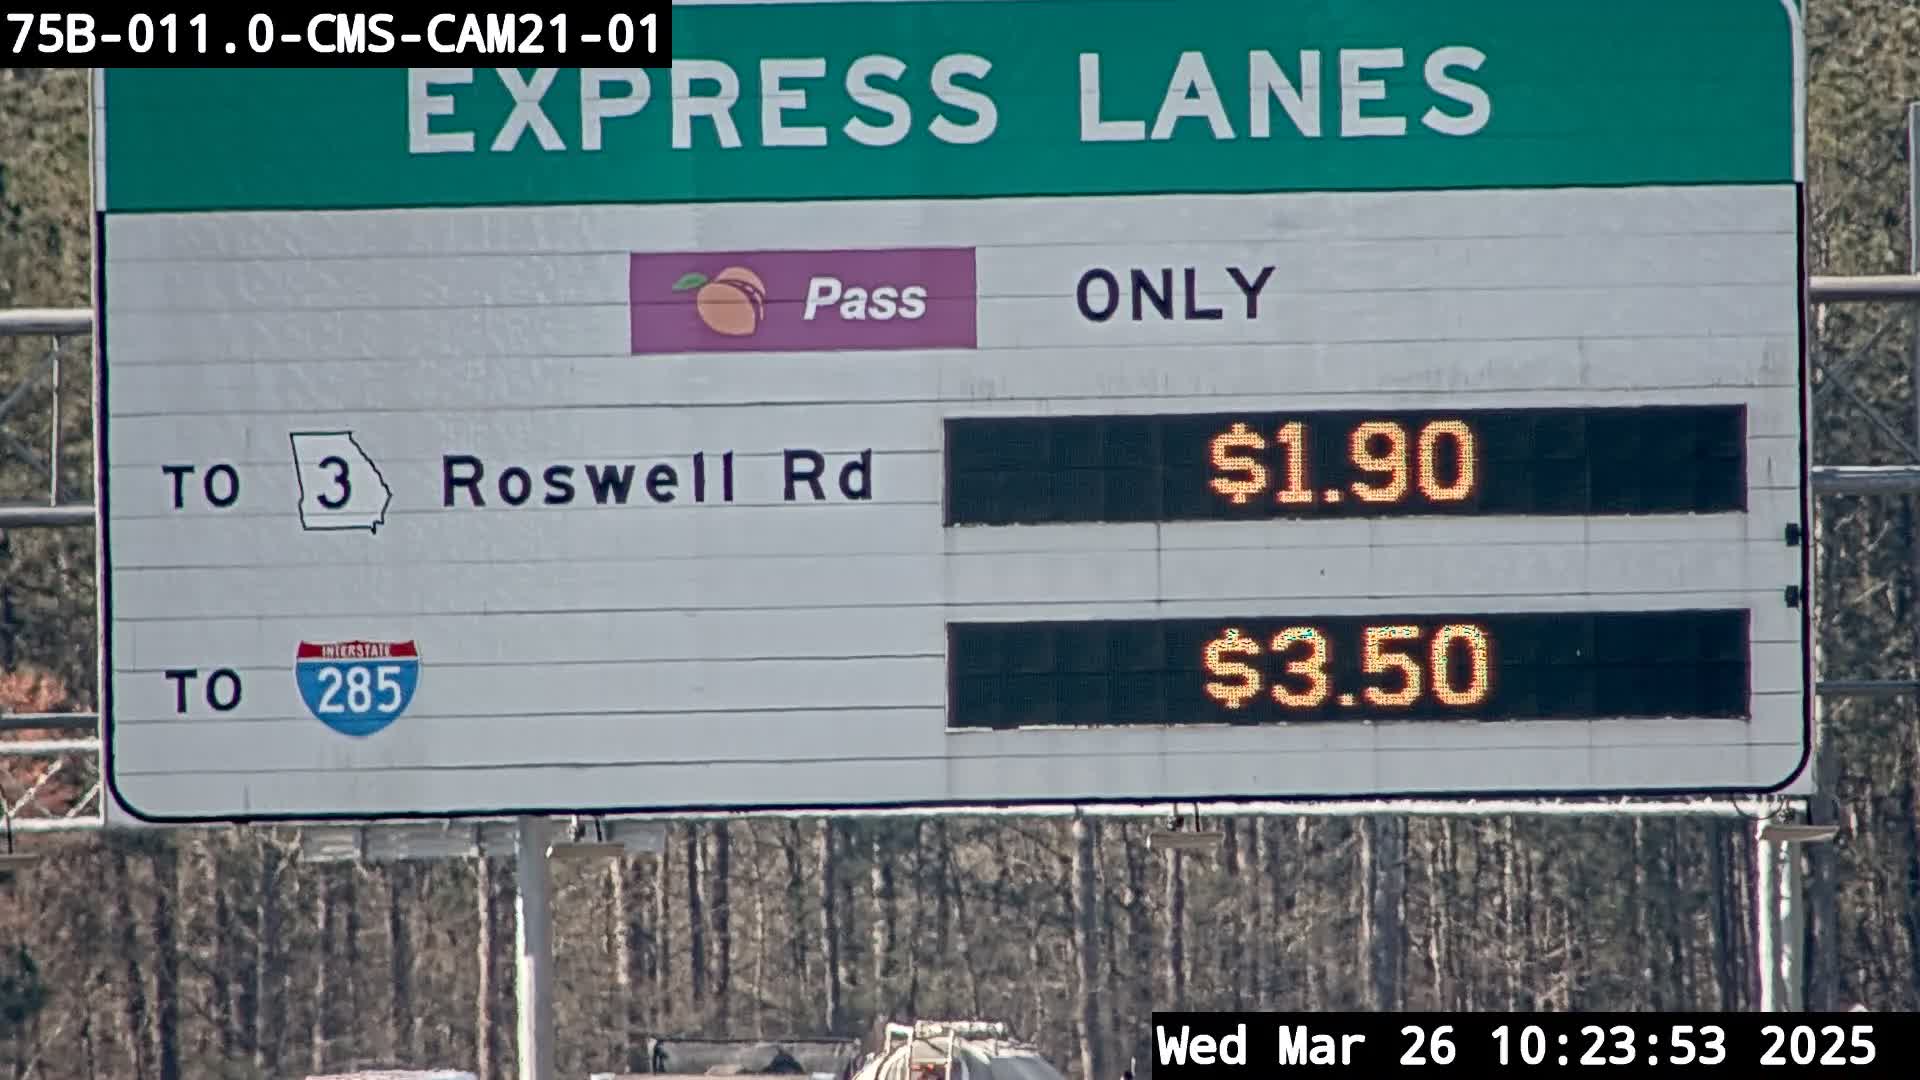 75B-011.0-CMS-CAM21-01
EXPRESS LANES
Pass ONLY
TO 3 Roswell Rd $1.90
TO INTERSTATE 285 $3.50
Wed Mar 26 10:23:53 2025